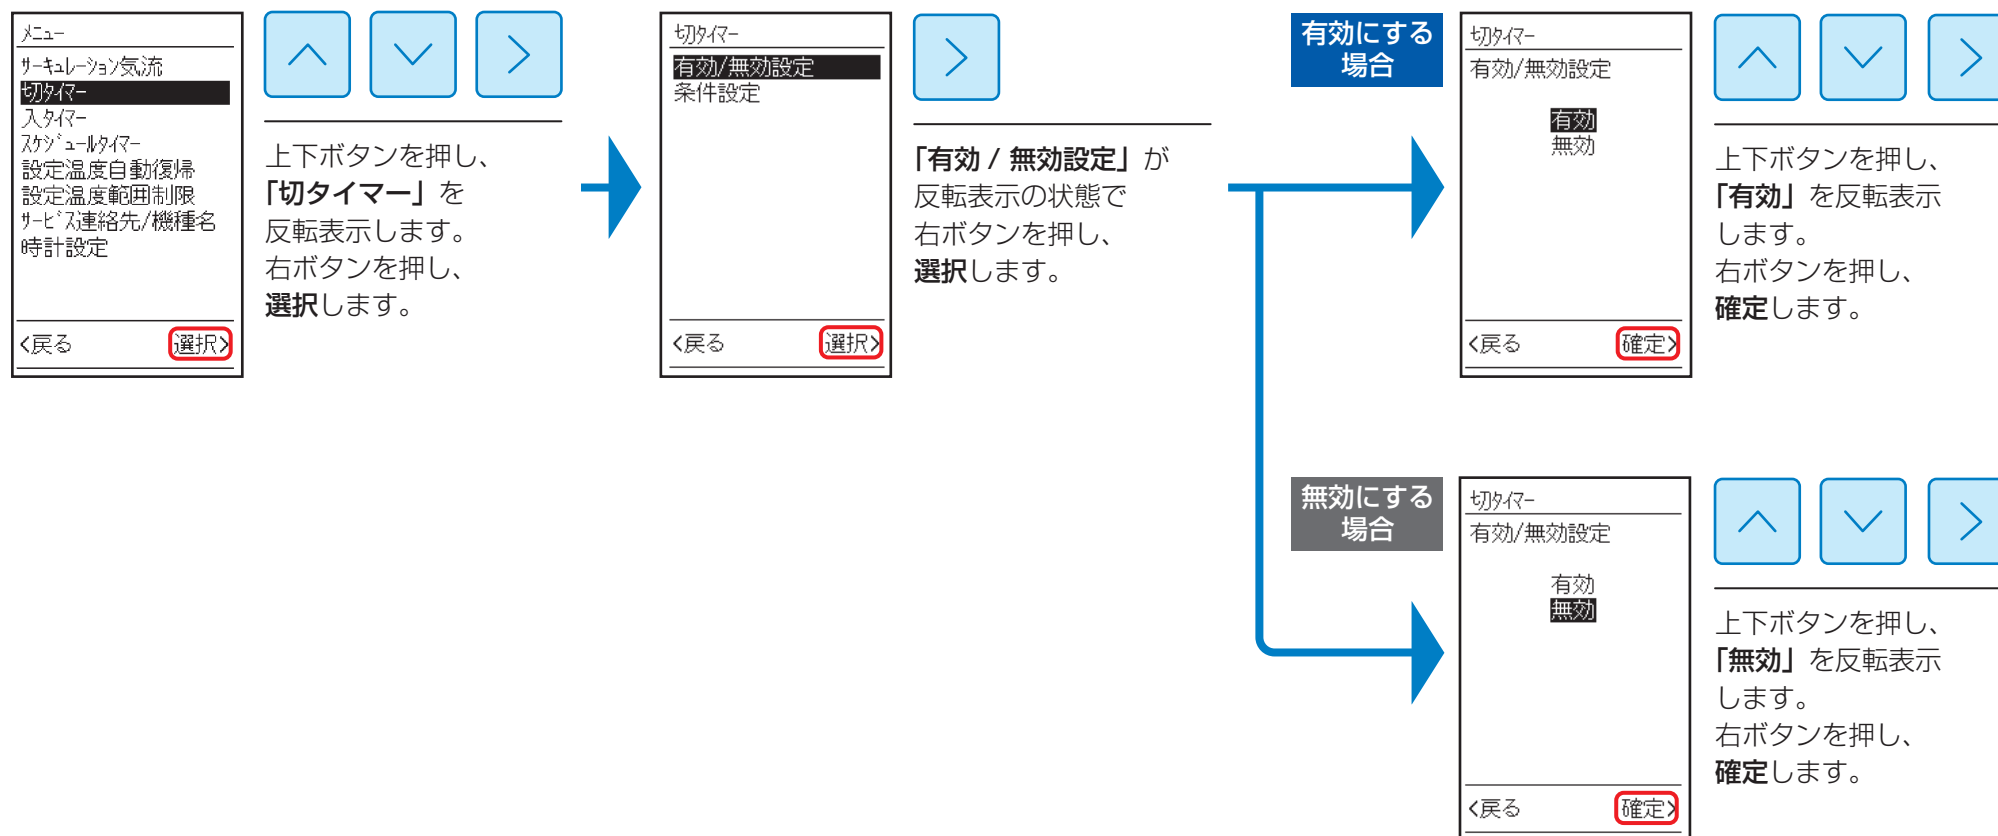 メニュー
サーキュレーション気流
切タイマー
入タイマー
スケジュールタイマー
設定温度自動復帰
設定温度範囲制限
サービス連絡先/機種名
時計設定
<戻る 選択>
上下ボタンを押し、
「切タイマー」を
反転表示します。
右ボタンを押し、
選択します。
切タイマー
有効/無効設定
条件設定
<戻る 選択>
「有効 / 無効設定」が
反転表示の状態で
右ボタンを押し、
選択します。
有効にする
場合
切タイマー
有効/無効設定
有効
無効
<戻る 確定>
上下ボタンを押し、
「有効」を反転表示
します。
右ボタンを押し、
確定します。
無効にする
場合
切タイマー
有効/無効設定
有効
無効
<戻る 確定>
上下ボタンを押し、
「無効」を反転表示
します。
右ボタンを押し、
確定します。